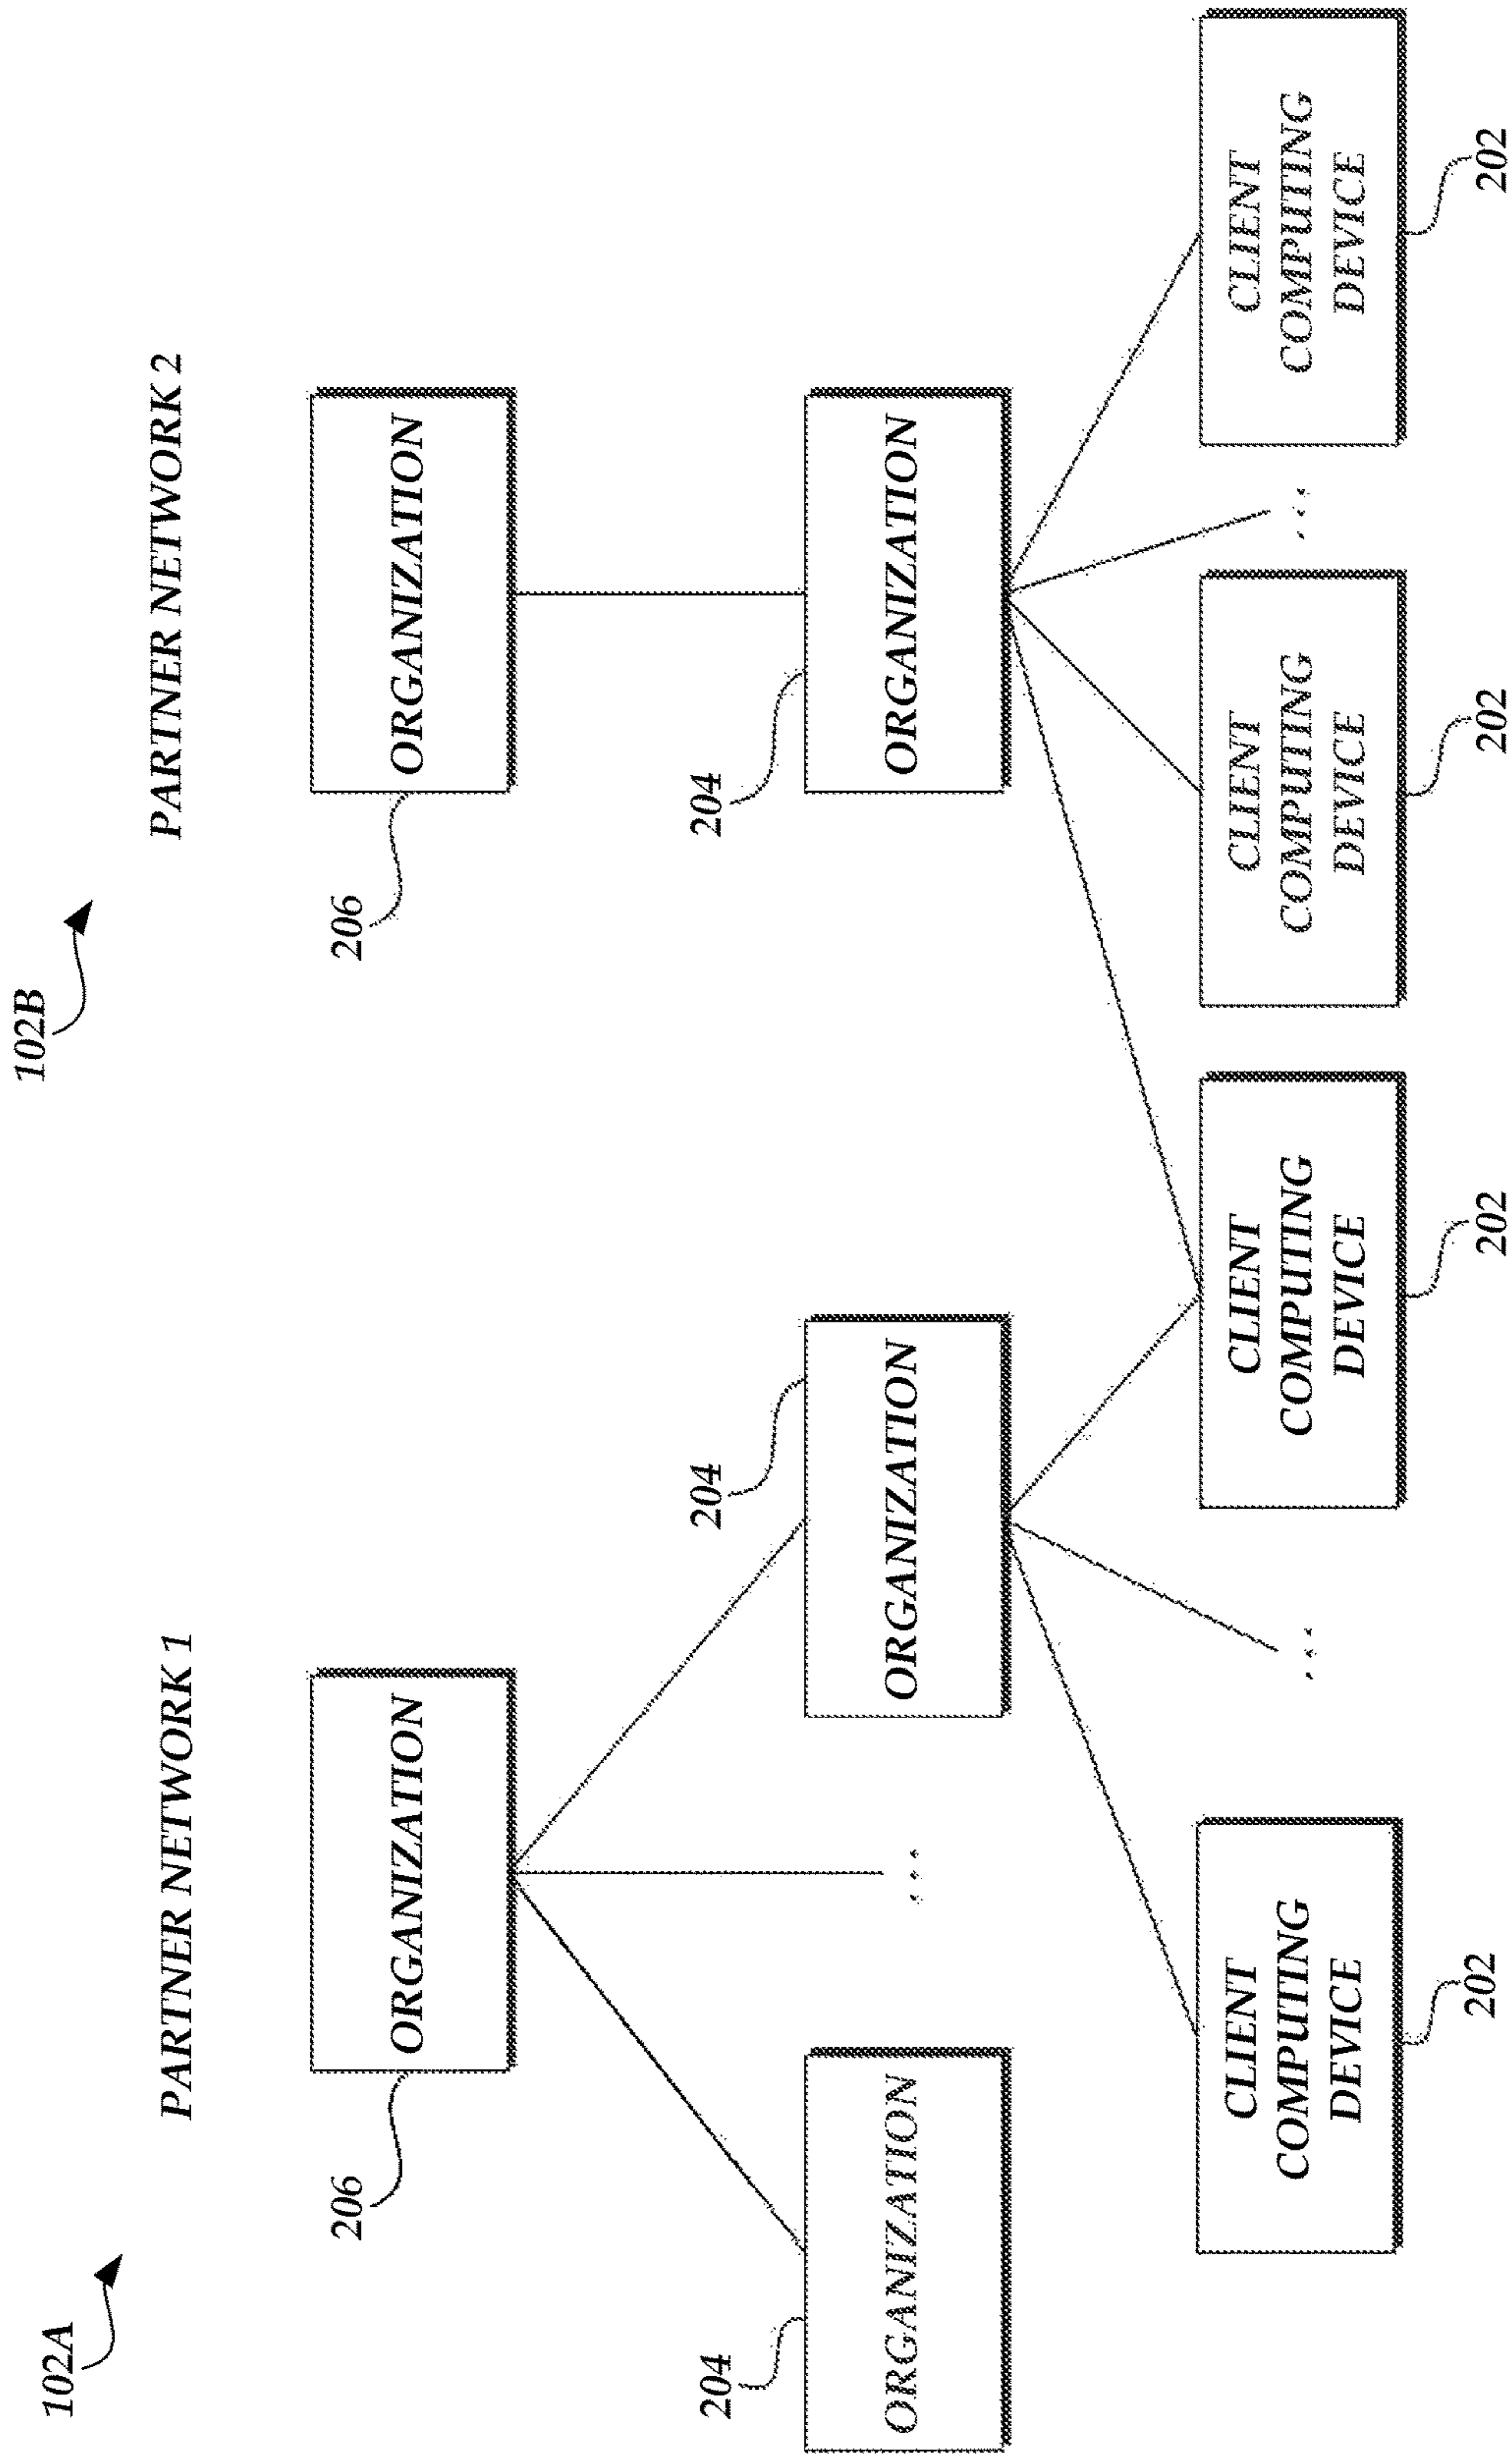 102A
102B
PARTNER NETWORK 1
PARTNER NETWORK 2
206
ORGANIZATION
206
ORGANIZATION
204
ORGANIZATION
...
204
ORGANIZATION
204
ORGANIZATION
CLIENT
COMPUTING
DEVICE
202
...
CLIENT
COMPUTING
DEVICE
202
CLIENT
COMPUTING
DEVICE
202
...
CLIENT
COMPUTING
DEVICE
202